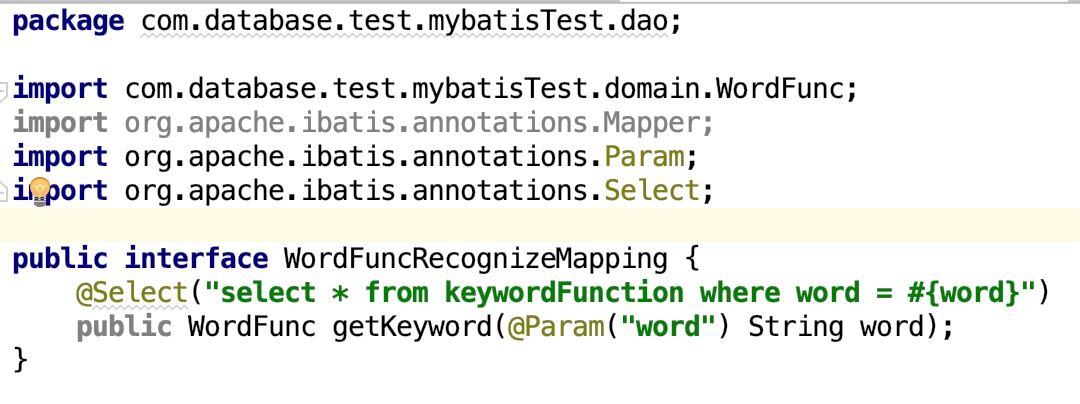 package com.database.test.mybatisTest.dao;
import com.database.test.mybatisTest.domain.WordFunc;
import org.apache.ibatis.annotations.Mapper;
import org.apache.ibatis.annotations.Param;
import org.apache.ibatis.annotations.Select;
public interface WordFuncRecognizeMapping {
@Select("select * from keywordFunction where word = #{word}")
public WordFunc getKeyword(@Param("word") String word);
}